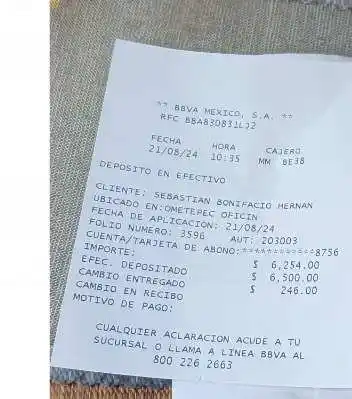 ** BBVA MEXICO, S.A. **
RFC BBA830831LJ2
FECHA HORA CAJERO
21/08/24 10:35 MM BE38
DEPOSITO EN EFECTIVO
CLIENTE: SEBASTIAN BONIFACIO HERNAN
UBICADO EN:OMETEPEC OFICIN
FECHA DE APLICACION: 21/08/24
FOLIO NUMERO: 3596 AUT: 203003
CUENTA/TARJETA DE ABONO:************8756
IMPORTE: $ 6,254.00
EFEC. DEPOSITADO $ 6,500.00
CAMBIO ENTREGADO $ 246.00
CAMBIO EN RECIBO
MOTIVO DE PAGO:
CUALQUIER ACLARACION ACUDE A TU
SUCURSAL O LLAMA A LINEA BBVA AL
800 226 2663